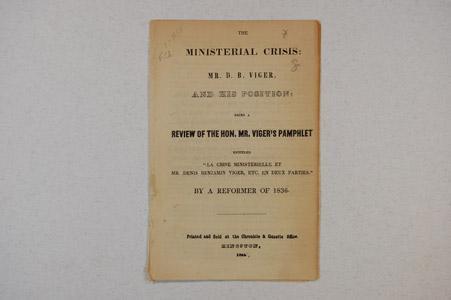 THE
MINISTERIAL CRISIS:
MR. D. B. VIGER,
AND HIS POSITION:
BEING A
REVIEW OF THE HON. MR. VIGER'S PAMPHLET
ENTITLED
"LA CRISE MINISTERIELLE ET
MR. DENIS BENJAMIN VIGER, ETC. EN DEUX PARTIES."
BY A REFORMER OF 1836.
Printed and Sold at the Chronicle & Gazette Office.
KINGSTON,